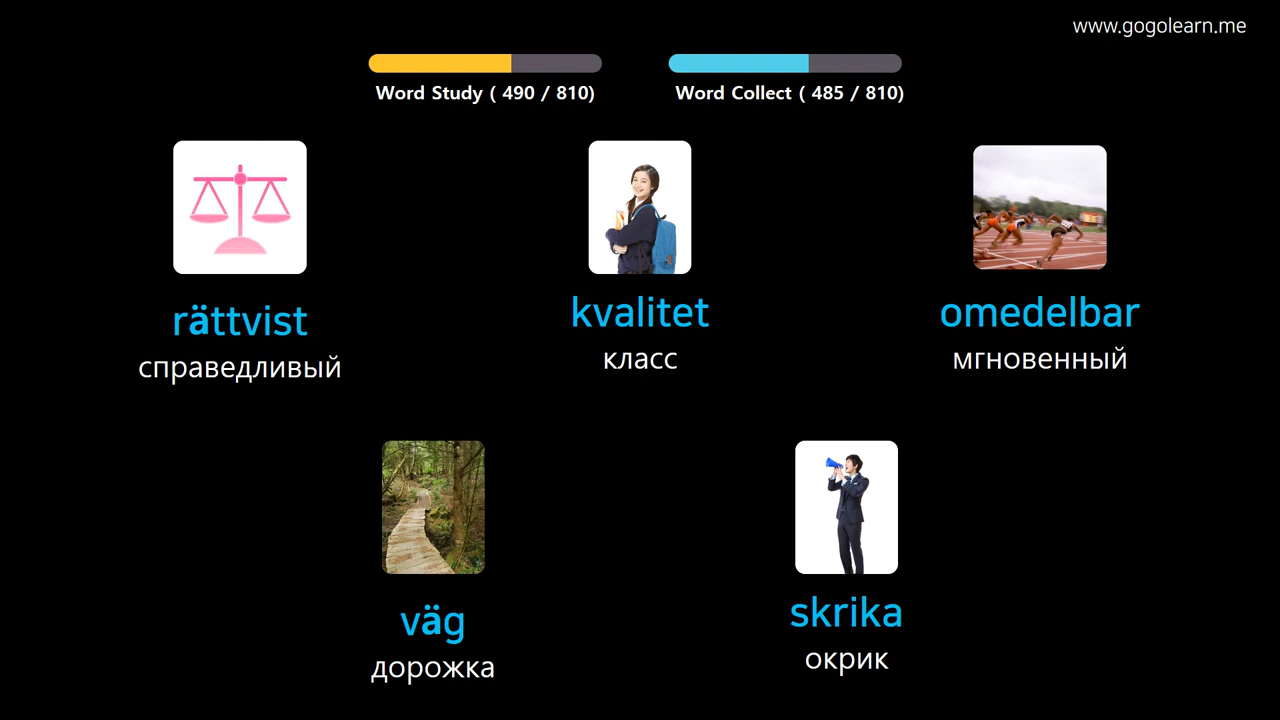 www.gogolearn.me
Word Study ( 490 / 810)
Word Collect ( 485 / 810)
rättvist
справедливый
kvalitet
класс
omedelbar
мгновенный
väg
дорожка
skrika
окрик